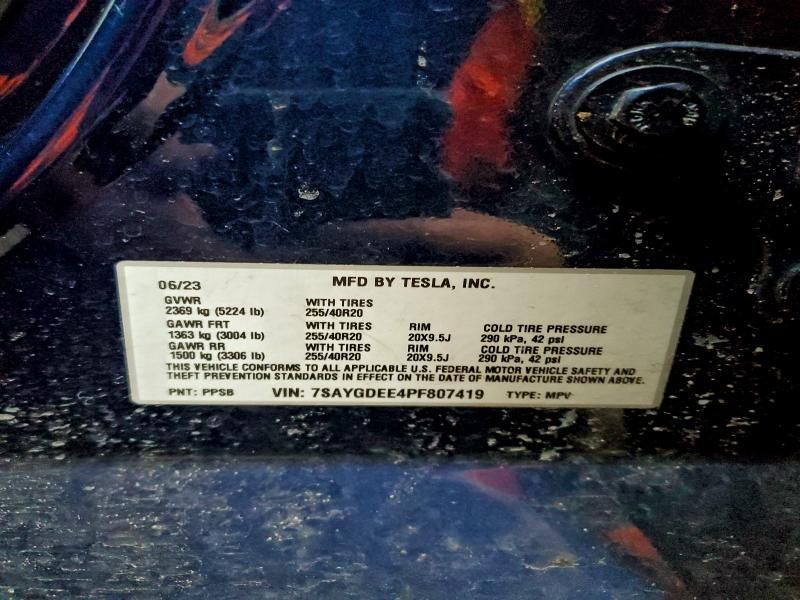 06/23 MFD BY TESLA, INC.
GVWR WITH TIRES
2369 kg (5224 lb) 255/40R20
GAWR FRT WITH TIRES RIM COLD TIRE PRESSURE
1363 kg (3004 lb) 255/40R20 20X9.5J 290 kPa, 42 psi
GAWR RR WITH TIRES RIM COLD TIRE PRESSURE
1500 kg (3306 lb) 255/40R20 20X9.5J 290 kPa, 42 psi
THIS VEHICLE CONFORMS TO ALL APPLICABLE U.S. FEDERAL MOTOR VEHICLE SAFETY AND
THEFT PREVENTION STANDARDS IN EFFECT ON THE DATE OF MANUFACTURE SHOWN ABOVE.
PNT: PPSB VIN: 7SAYGDEE4PF807419 TYPE: MPV